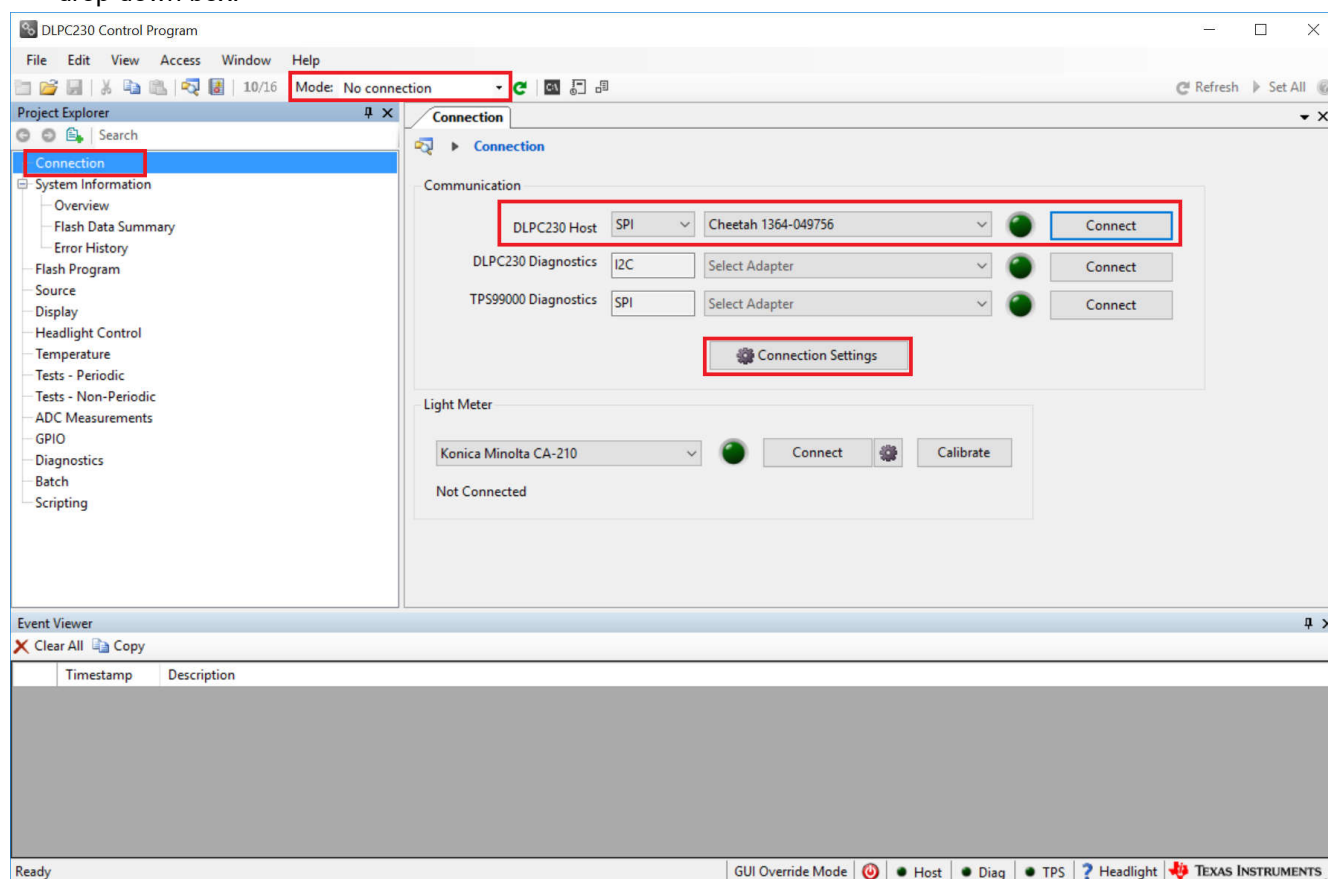 drop-down box.
DLPC230 Control Program
File Edit View Access Window Help
10/16 Mode: No connection Refresh Set All
Project Explorer
Search
Connection
System Information
Overview
Flash Data Summary
Error History
Flash Program
Source
Display
Headlight Control
Temperature
Tests - Periodic
Tests - Non-Periodic
ADC Measurements
GPIO
Diagnostics
Batch
Scripting
Connection
Connection
Communication
DLPC230 Host SPI Cheetah 1364-049756 Connect
DLPC230 Diagnostics I2C Select Adapter Connect
TPS99000 Diagnostics SPI Select Adapter Connect
Connection Settings
Light Meter
Konica Minolta CA-210 Connect Calibrate
Not Connected
Event Viewer
Clear All Copy
Timestamp Description
Ready GUI Override Mode Host Diag TPS ? Headlight TEXAS INSTRUMENTS